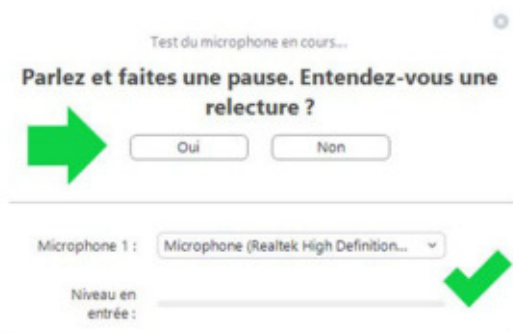 Test du microphone en cours...
Parlez et faites une pause. Entendez-vous une
relecture ?
Oui Non
Microphone 1 : Microphone (Realtek High Definition...
Niveau en
entrée :